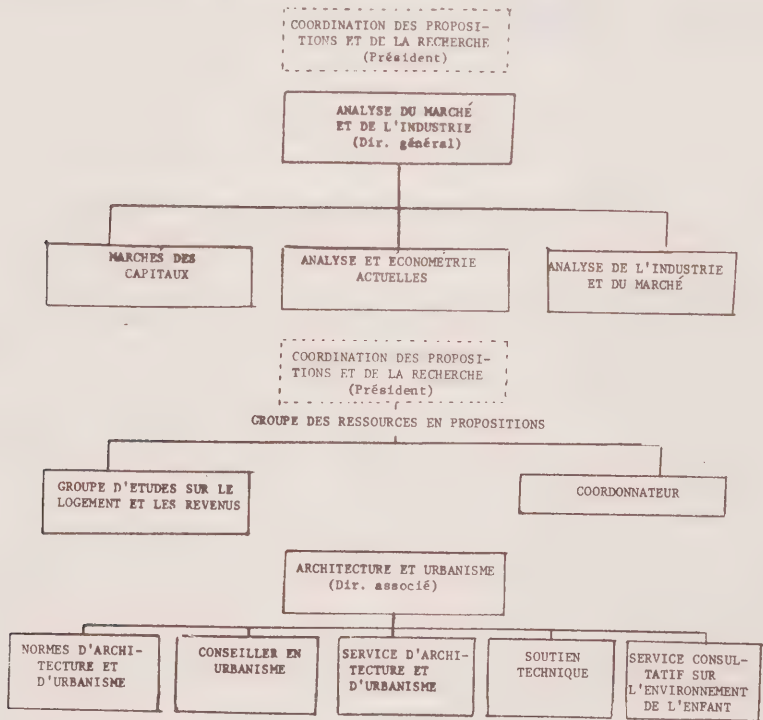 COORDINATION DES PROPOSI-
TIONS ET DE LA RECHERCHE
(Président)
ANALYSE DU MARCHÉ
ET DE L'INDUSTRIE
(Dir. général)
MARCHÉS DES
CAPITAUX
ANALYSE ET ECONOMETRIE
ACTUELLES
ANALYSE DE L'INDUSTRIE
ET DU MARCHÉ
COORDINATION DES PROPOSI-
TIONS ET DE LA RECHERCHE
(Président)
GROUPE DES RESSOURCES EN PROPOSITIONS
GROUPE D'ETUDES SUR LE
LOGEMENT ET LES REVENUS
COORDONNATEUR
ARCHITECTURE ET URBANISME
(Dir. associé)
NORMES D'ARCHI-
TECTURE ET
D'URBANISME
CONSEILLER EN
URBANISME
SERVICE D'ARCHI-
TECTURE ET
D'URBANISME
SOUTIEN
TECHNIQUE
SERVICE CONSUL-
TATIF SUR
L'ENVIRONNEMENT
DE L'ENFANT